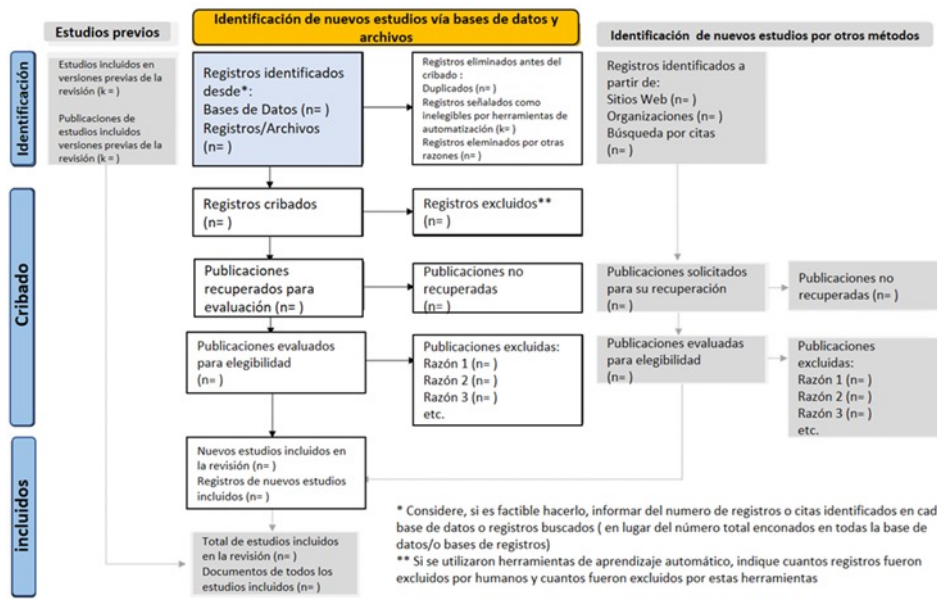 Estudios previos
Identificación de nuevos estudios vía bases de datos y
archivos
Identificación de nuevos estudios por otros métodos
Identificación
Estudios incluidos en
versiones previas de la
revisión (k = )
Publicaciones de
estudios incluidos
versiones previas de la
revisión (k = )
Registros identificados
desde*:
Bases de Datos (n= )
Registros/Archivos
(n= )
Registros eliminados antes del
cribado :
Duplicados (n= )
Registros señalados como
inelegibles por herramientas de
automatización (k= )
Registros eleminados por otras
razones (n= )
Registros identificados a
partir de:
Sitios Web (n= )
Organizaciones (n= )
Búsqueda por citas
(n= )
Cribado
Registros cribados
(n= )
Registros excluidos**
(n= )
Publicaciones
recuperados para
evaluación (n= )
Publicaciones no
recuperadas
(n= )
Publicaciones solicitados
para su recuperación
(n= )
Publicaciones no
recuperadas (n= )
Publicaciones evaluados
para elegibilidad
(n= )
Publicaciones excluidas:
Razón 1 (n= )
Razón 2 (n= )
Razón 3 (n= )
etc.
Publicaciones evaluadas
para elegibilidad
(n= )
Publicaciones
excluidas:
Razón 1 (n= )
Razón 2 (n= )
Razón 3 (n= )
etc.
incluidos
Nuevos estudios incluidos en
la revisión (n= )
Registros de nuevos estudios
incluidos (n= )
Total de estudios incluidos
en la revisión (n= )
Documentos de todos los
estudios incluidos (n= )
* Considere, si es factible hacerlo, informar del numero de registros o citas identificados en cad
base de datos o registros buscados ( en lugar del número total enconados en todas la base de
datos/o bases de registros)
** Si se utilizaron herramientas de aprendizaje automático, indique cuantos registros fueron
excluidos por humanos y cuantos fueron excluidos por estas herramientas